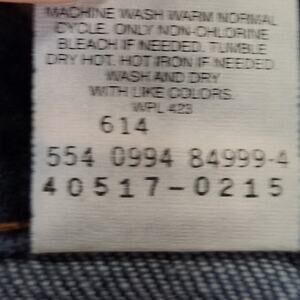 MACHINE WASH WARM NORMAL
CYCLE. ONLY NON-CHLORINE
BLEACH IF NEEDED. TUMBLE
DRY HOT. HOT IRON IF NEEDED.
WASH AND DRY
WITH LIKE COLORS.
WPL 423
614
554 0994 84999-4
40517-0215